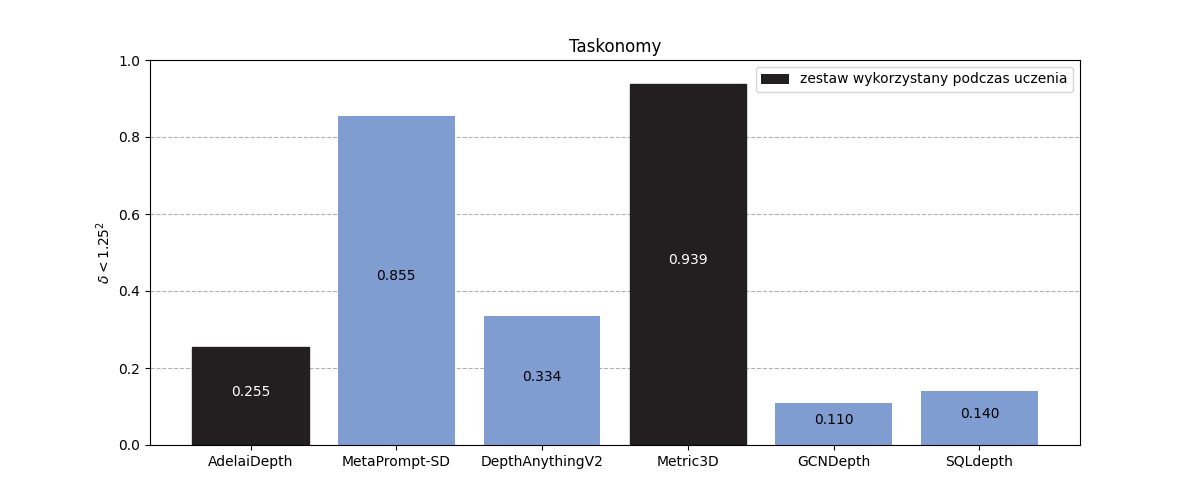 Taskonomy
zestaw wykorzystany podczas uczenia
δ < 1.25²
1.0
0.8
0.6
0.4
0.2
0.0
0.255
0.855
0.334
0.939
0.110
0.140
AdelaiDepth
MetaPrompt-SD
DepthAnythingV2
Metric3D
GCNDepth
SQLdepth